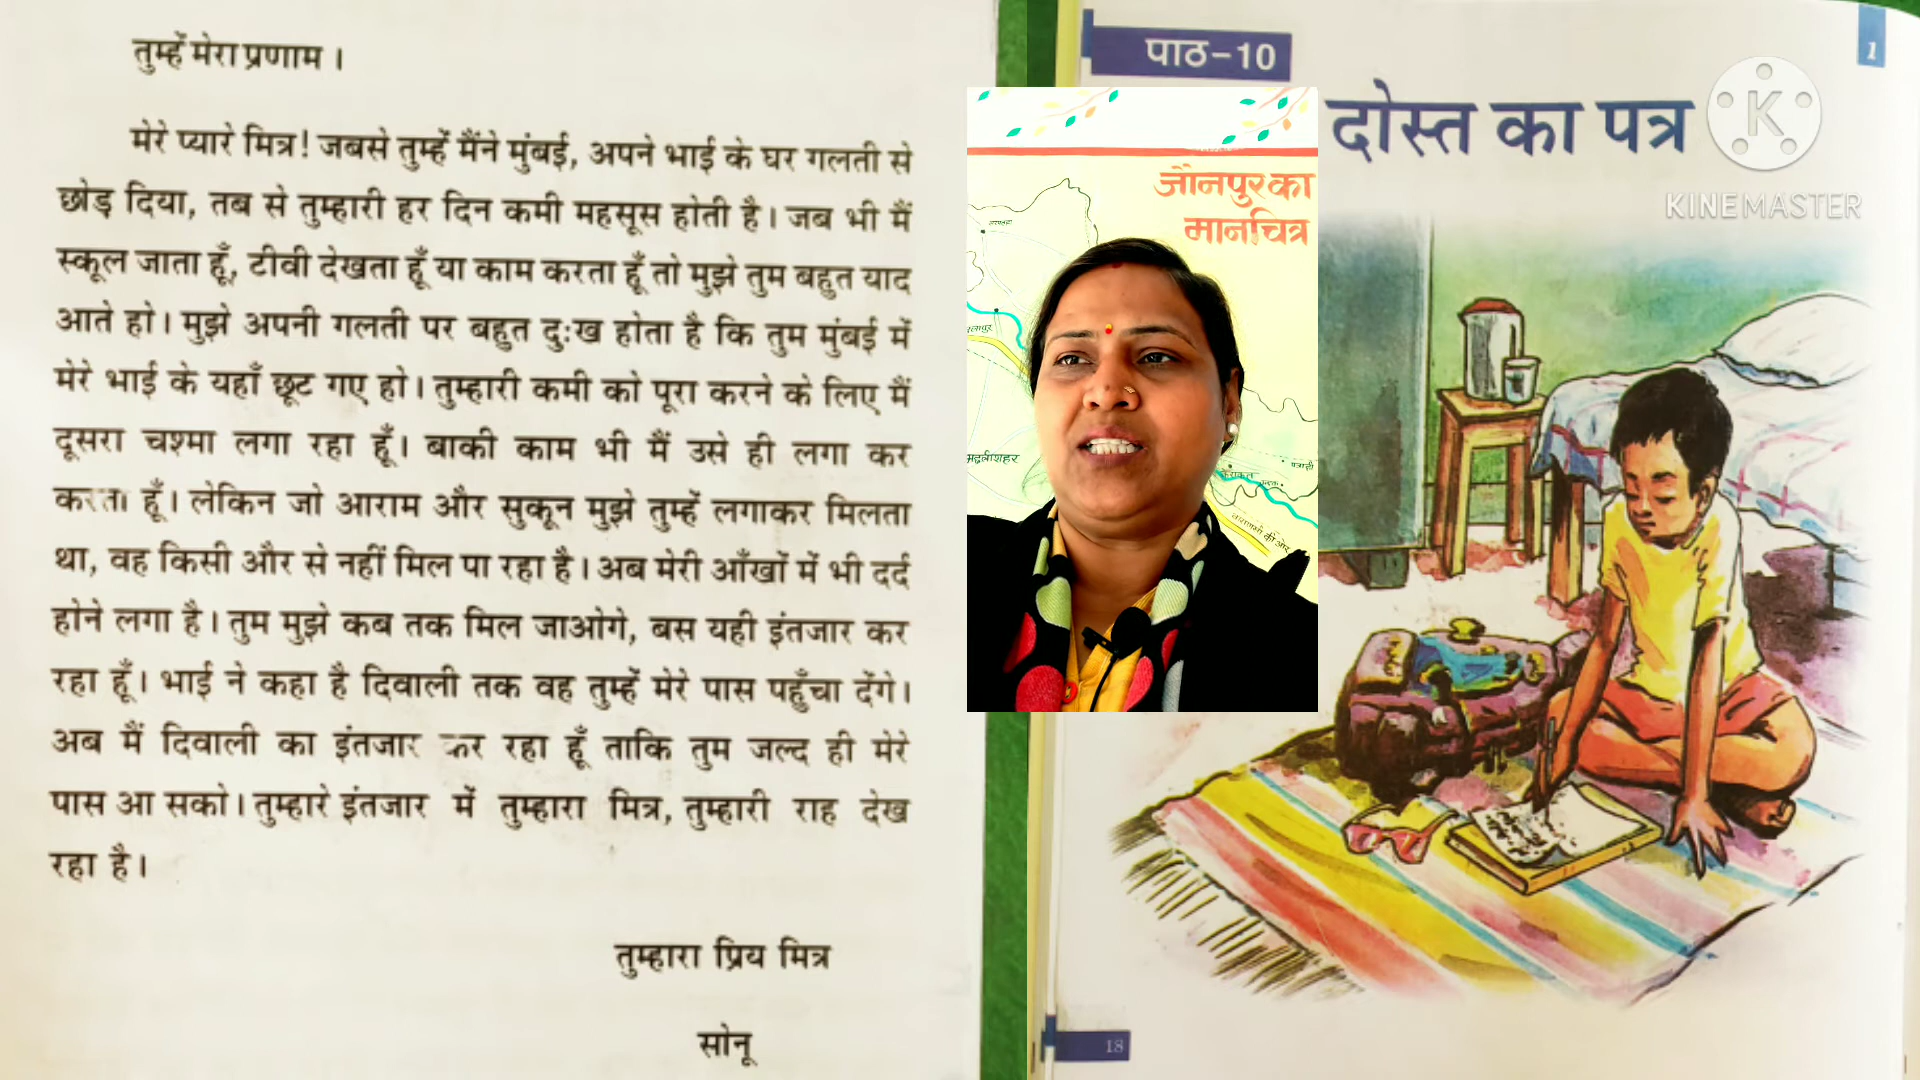 तुम्हें मेरा प्रणाम ।
मेरे प्यारे मित्र! जबसे तुम्हें मैंने मुंबई, अपने भाई के घर गलती से
छोड़ दिया, तब से तुम्हारी हर दिन कमी महसूस होती है। जब भी मैं
स्कूल जाता हूँ, टीवी देखता हूँ या काम करता हूँ तो मुझे तुम बहुत याद
आते हो। मुझे अपनी गलती पर बहुत दुःख होता है कि तुम मुंबई में
मेरे भाई के यहाँ छूट गए हो। तुम्हारी कमी को पूरा करने के लिए मैं
दूसरा चश्मा लगा रहा हूँ। बाकी काम भी मैं उसे ही लगा कर
करता हूँ। लेकिन जो आराम और सुकून मुझे तुम्हें लगाकर मिलता
था, वह किसी और से नहीं मिल पा रहा है। अब मेरी आँखों में भी दर्द
होने लगा है। तुम मुझे कब तक मिल जाओगे, बस यही इंतजार कर
रहा हूँ। भाई ने कहा है दिवाली तक वह तुम्हें मेरे पास पहुँचा देंगे।
अब मैं दिवाली का इंतजार कर रहा हूँ ताकि तुम जल्द ही मेरे
पास आ सको। तुम्हारे इंतजार में तुम्हारा मित्र, तुम्हारी राह देख
रहा है।
तुम्हारा प्रिय मित्र
सोनू
पाठ-10
1
दोस्त का पत्र
K
KINEMASTER
जौनपुर का
मानचित्र
वाराणसी की ओर
18